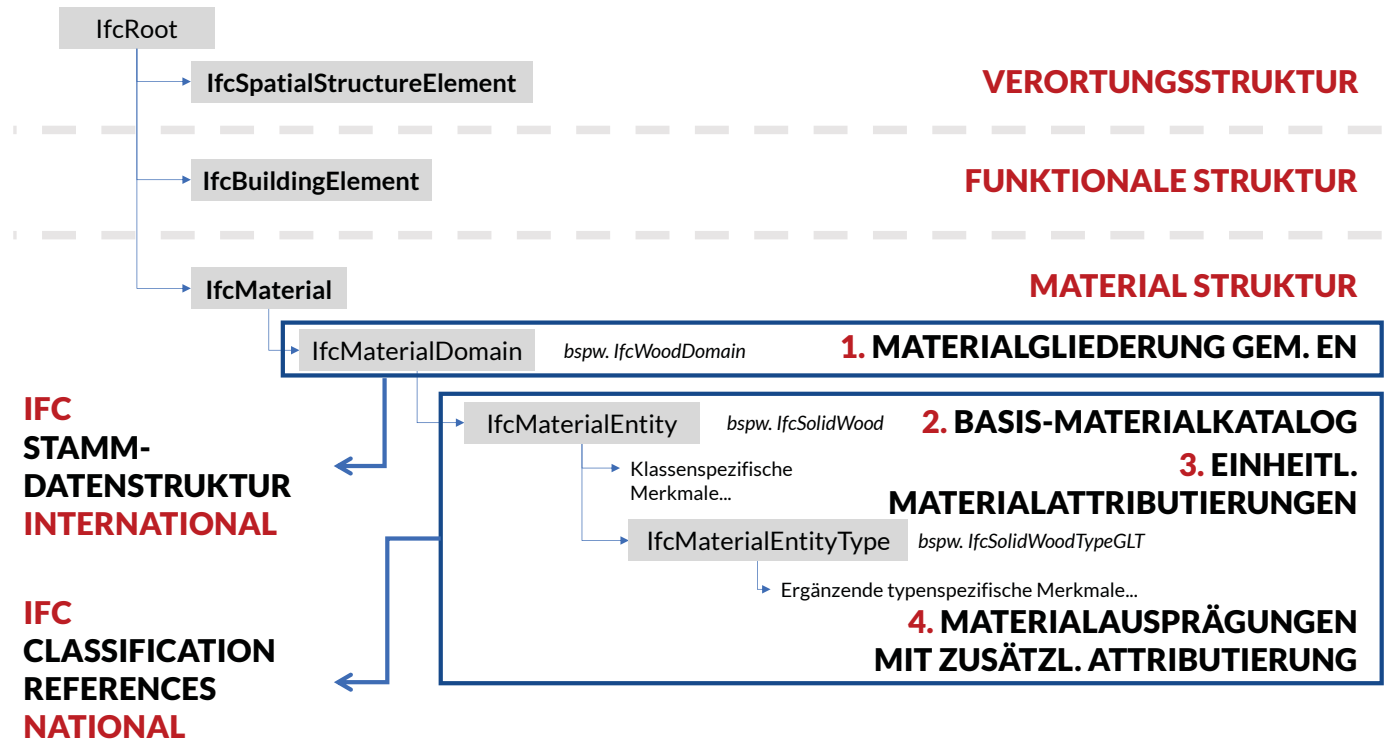 IfcRoot
IfcSpatialStructureElement
VERORTUNGSSTRUKTUR
IfcBuildingElement
FUNKTIONALE STRUKTUR
IfcMaterial
MATERIAL STRUKTUR
IfcMaterialDomain
bspw. IfcWoodDomain
1. MATERIALGLIEDERUNG GEM. EN
IfcMaterialEntity
bspw. IfcSolidWood
2. BASIS-MATERIALKATALOG
Klassenspezifische
Merkmale...
3. EINHEITL.
MATERIALATTRIBUTIERUNGEN
IfcMaterialEntityType
bspw. IfcSolidWoodTypeGLT
Ergänzende typenspezifische Merkmale...
4. MATERIALAUSPRÄGUNGEN
MIT ZUSÄTZL. ATTRIBUTIERUNG
IFC
STAMM-
DATENSTRUKTUR
INTERNATIONAL
IFC
CLASSIFICATION
REFERENCES
NATIONAL